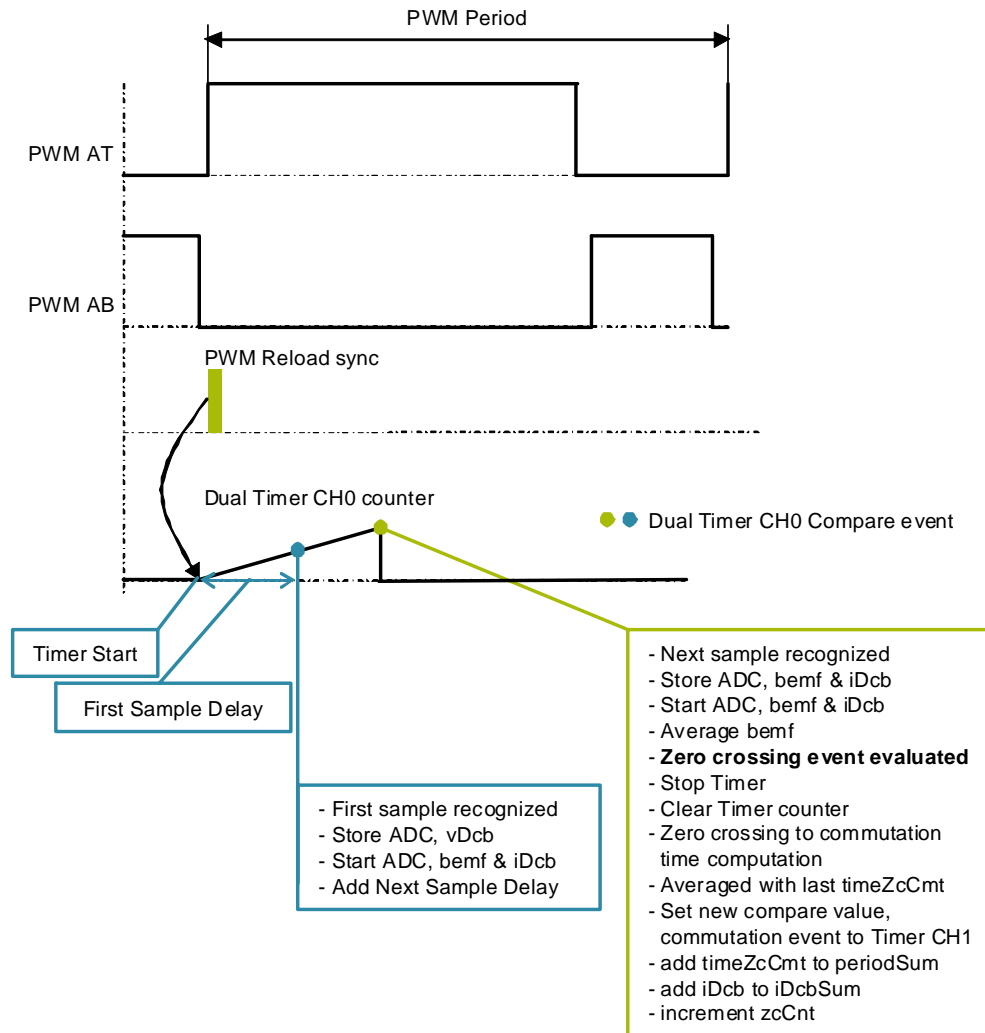 PWM Period
PWM AT
PWM AB
PWM Reload sync
Dual Timer CH0 counter
Dual Timer CH0 Compare event
Timer Start
First Sample Delay
- First sample recognized
- Store ADC, vDcb
- Start ADC, bemf & iDcb
- Add Next Sample Delay
- Next sample recognized
- Store ADC, bemf & iDcb
- Start ADC, bemf & iDcb
- Average bemf
- Zero crossing event evaluated
- Stop Timer
- Clear Timer counter
- Zero crossing to commutation
time computation
- Averaged with last timeZcCmt
- Set new compare value,
commutation event to Timer CH1
- add timeZcCmt to periodSum
- add iDcb to iDcbSum
- increment zcCnt